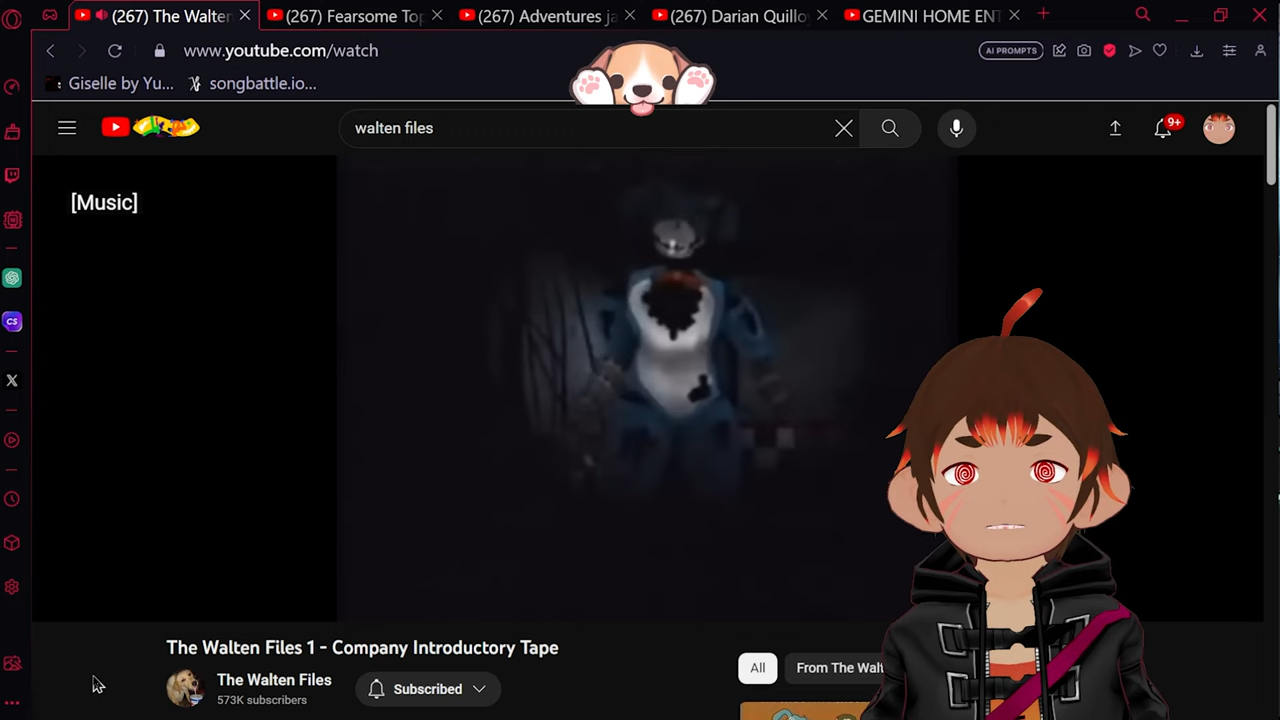 (267) The Walten
(267) Fearsome Top
(267) Adventures ja
(267) Darian Quillo
GEMINI HOME ENT
www.youtube.com/watch
AI PROMPTS
Giselle by Yu...
songbattle.io...
walten files
9+
[Music]
CS
X
The Walten Files 1 - Company Introductory Tape
The Walten Files
573K subscribers
Subscribed
All
From The Walt